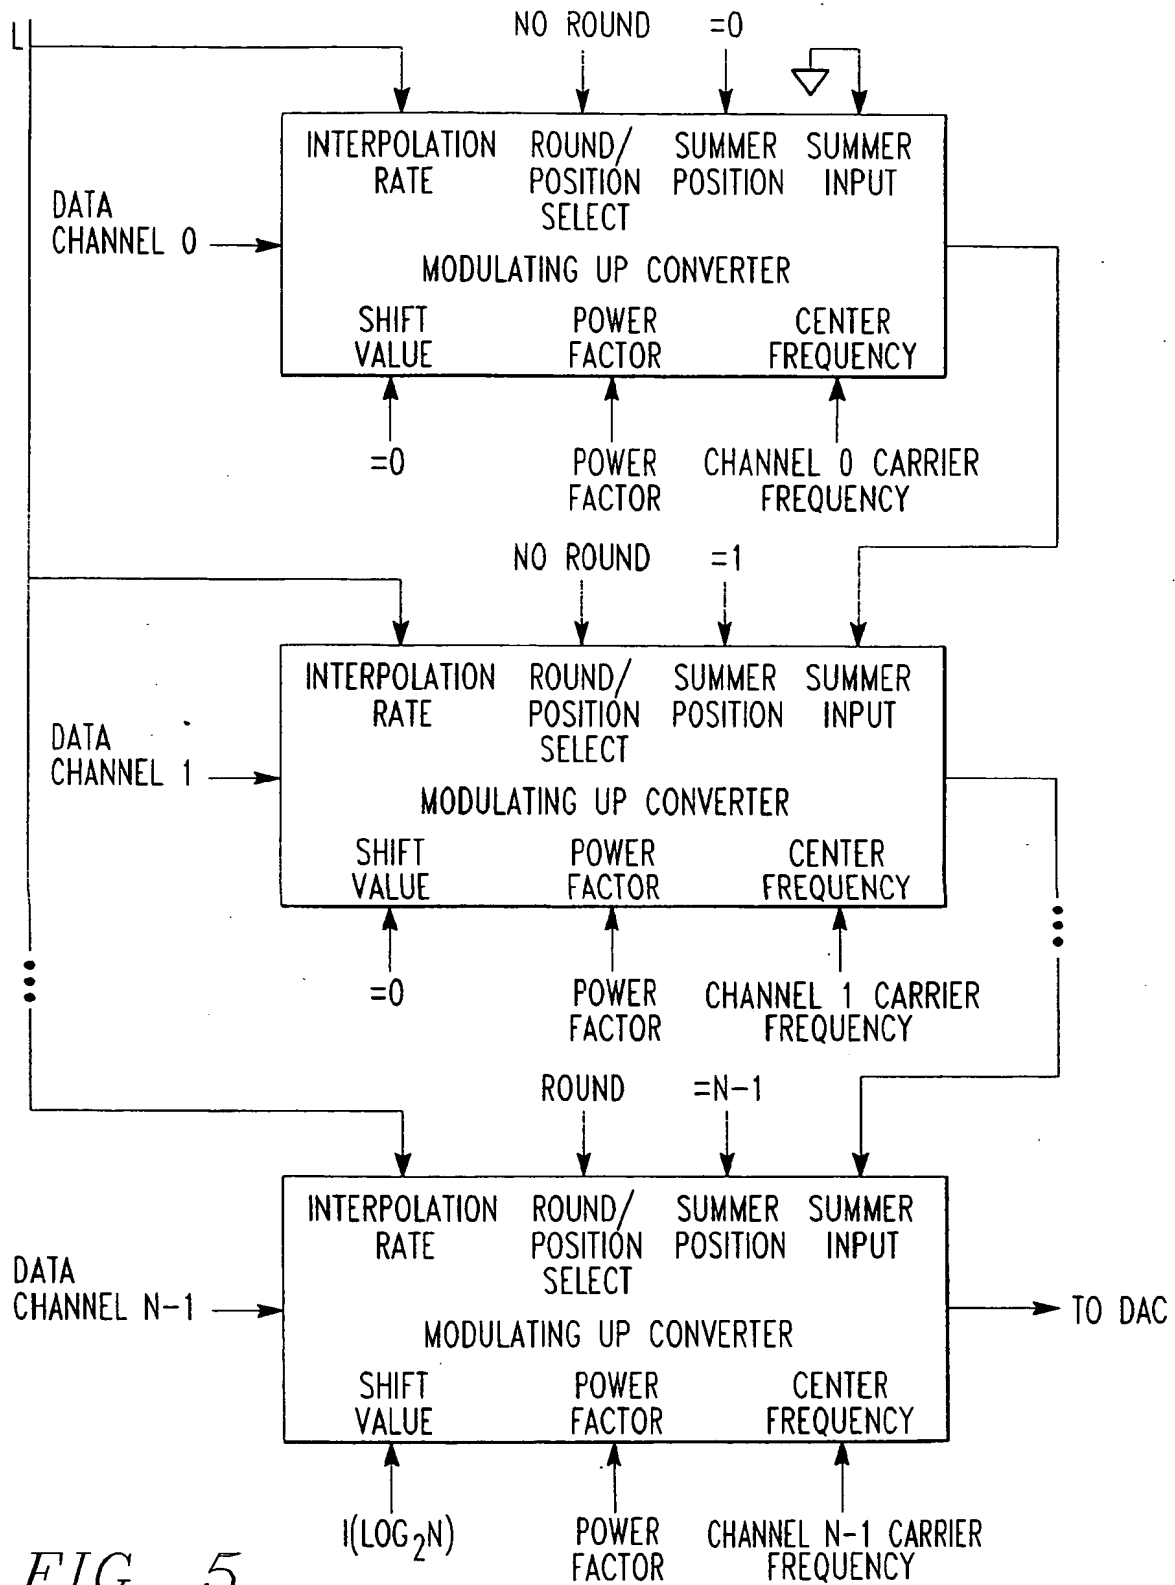 L
NO ROUND =0
INTERPOLATION RATE
ROUND/ POSITION SELECT
SUMMER POSITION
SUMMER INPUT
DATA
CHANNEL 0
MODULATING UP CONVERTER
SHIFT VALUE
POWER FACTOR
CENTER FREQUENCY
=0
POWER FACTOR
CHANNEL 0 CARRIER FREQUENCY
NO ROUND =1
INTERPOLATION RATE
ROUND/ POSITION SELECT
SUMMER POSITION
SUMMER INPUT
DATA
CHANNEL 1
MODULATING UP CONVERTER
SHIFT VALUE
POWER FACTOR
CENTER FREQUENCY
=0
POWER FACTOR
CHANNEL 1 CARRIER FREQUENCY
ROUND =N-1
INTERPOLATION RATE
ROUND/ POSITION SELECT
SUMMER POSITION
SUMMER INPUT
DATA
CHANNEL N-1
TO DAC
MODULATING UP CONVERTER
SHIFT VALUE
POWER FACTOR
CENTER FREQUENCY
I(LOG₂N)
POWER FACTOR
CHANNEL N-1 CARRIER FREQUENCY
FIG. 5